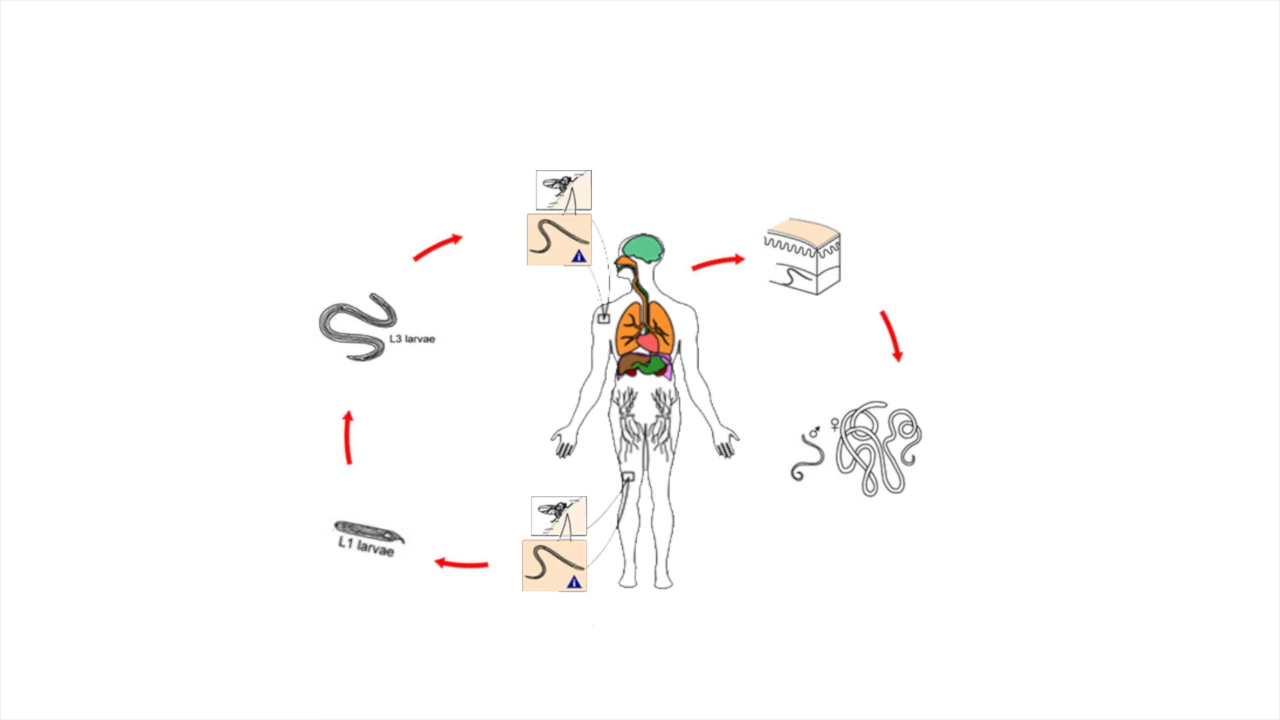 i
L3 larvae
♂ ♀
L1 larvae
i